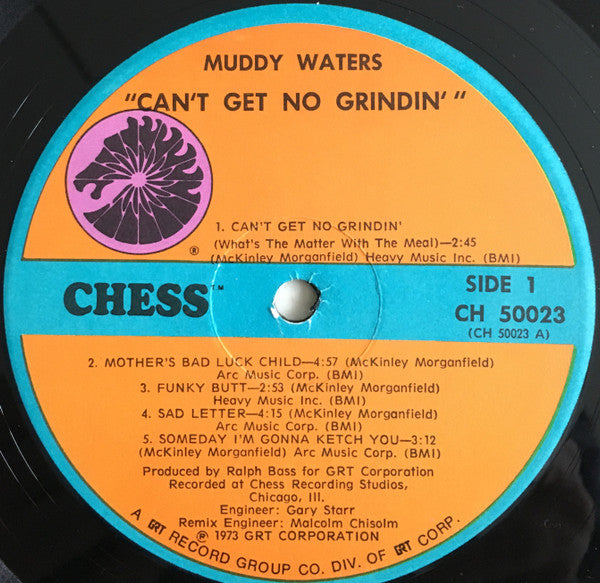 MUDDY WATERS
"CAN'T GET NO GRINDIN'"
1. CAN'T GET NO GRINDIN'
(What's The Matter With The Meal)—2:45
(McKinley Morganfield) Heavy Music Inc. (BMI)
®
CHESS™
SIDE 1
CH 50023
(CH 50023 A)
2. MOTHER'S BAD LUCK CHILD—4:57 (McKinley Morganfield)
Arc Music Corp. (BMI)
3. FUNKY BUTT—2:53 (McKinley Morganfield)
Heavy Music Inc. (BMI)
4. SAD LETTER—4:15 (McKinley Morganfield)
Arc Music Corp. (BMI)
5. SOMEDAY I'M GONNA KETCH YOU—3:12
(McKinley Morganfield) Arc Music Corp. (BMI)
Produced by Ralph Bass for GRT Corporation
Recorded at Chess Recording Studios,
Chicago, Ill.
Engineer: Gary Starr
Remix Engineer: Malcolm Chisolm
℗ 1973 GRT CORPORATION
A GRT RECORD GROUP CO. DIV. OF GRT CORP.